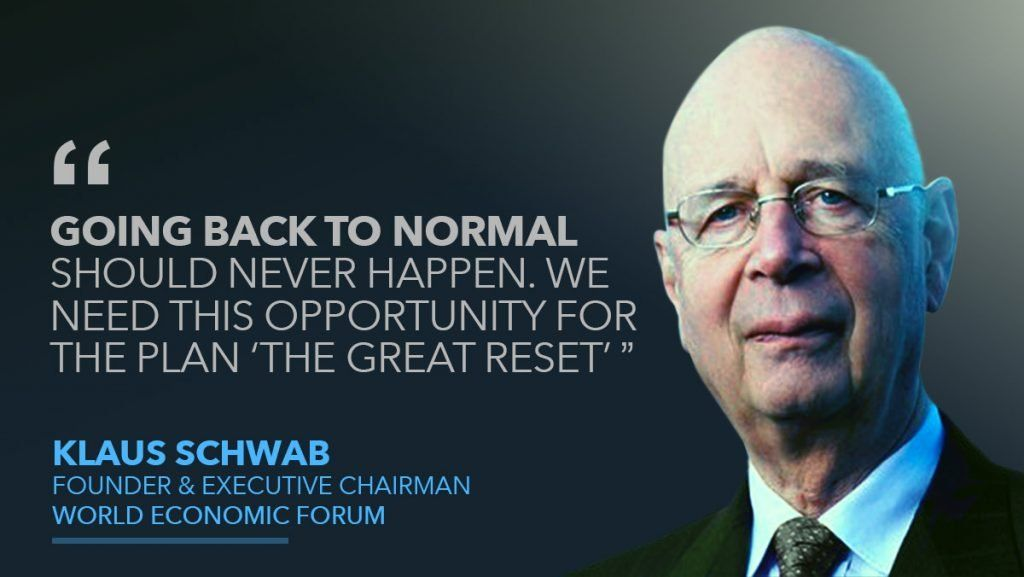 “
GOING BACK TO NORMAL
SHOULD NEVER HAPPEN. WE
NEED THIS OPPORTUNITY FOR
THE PLAN ‘THE GREAT RESET’ ”
KLAUS SCHWAB
FOUNDER & EXECUTIVE CHAIRMAN
WORLD ECONOMIC FORUM